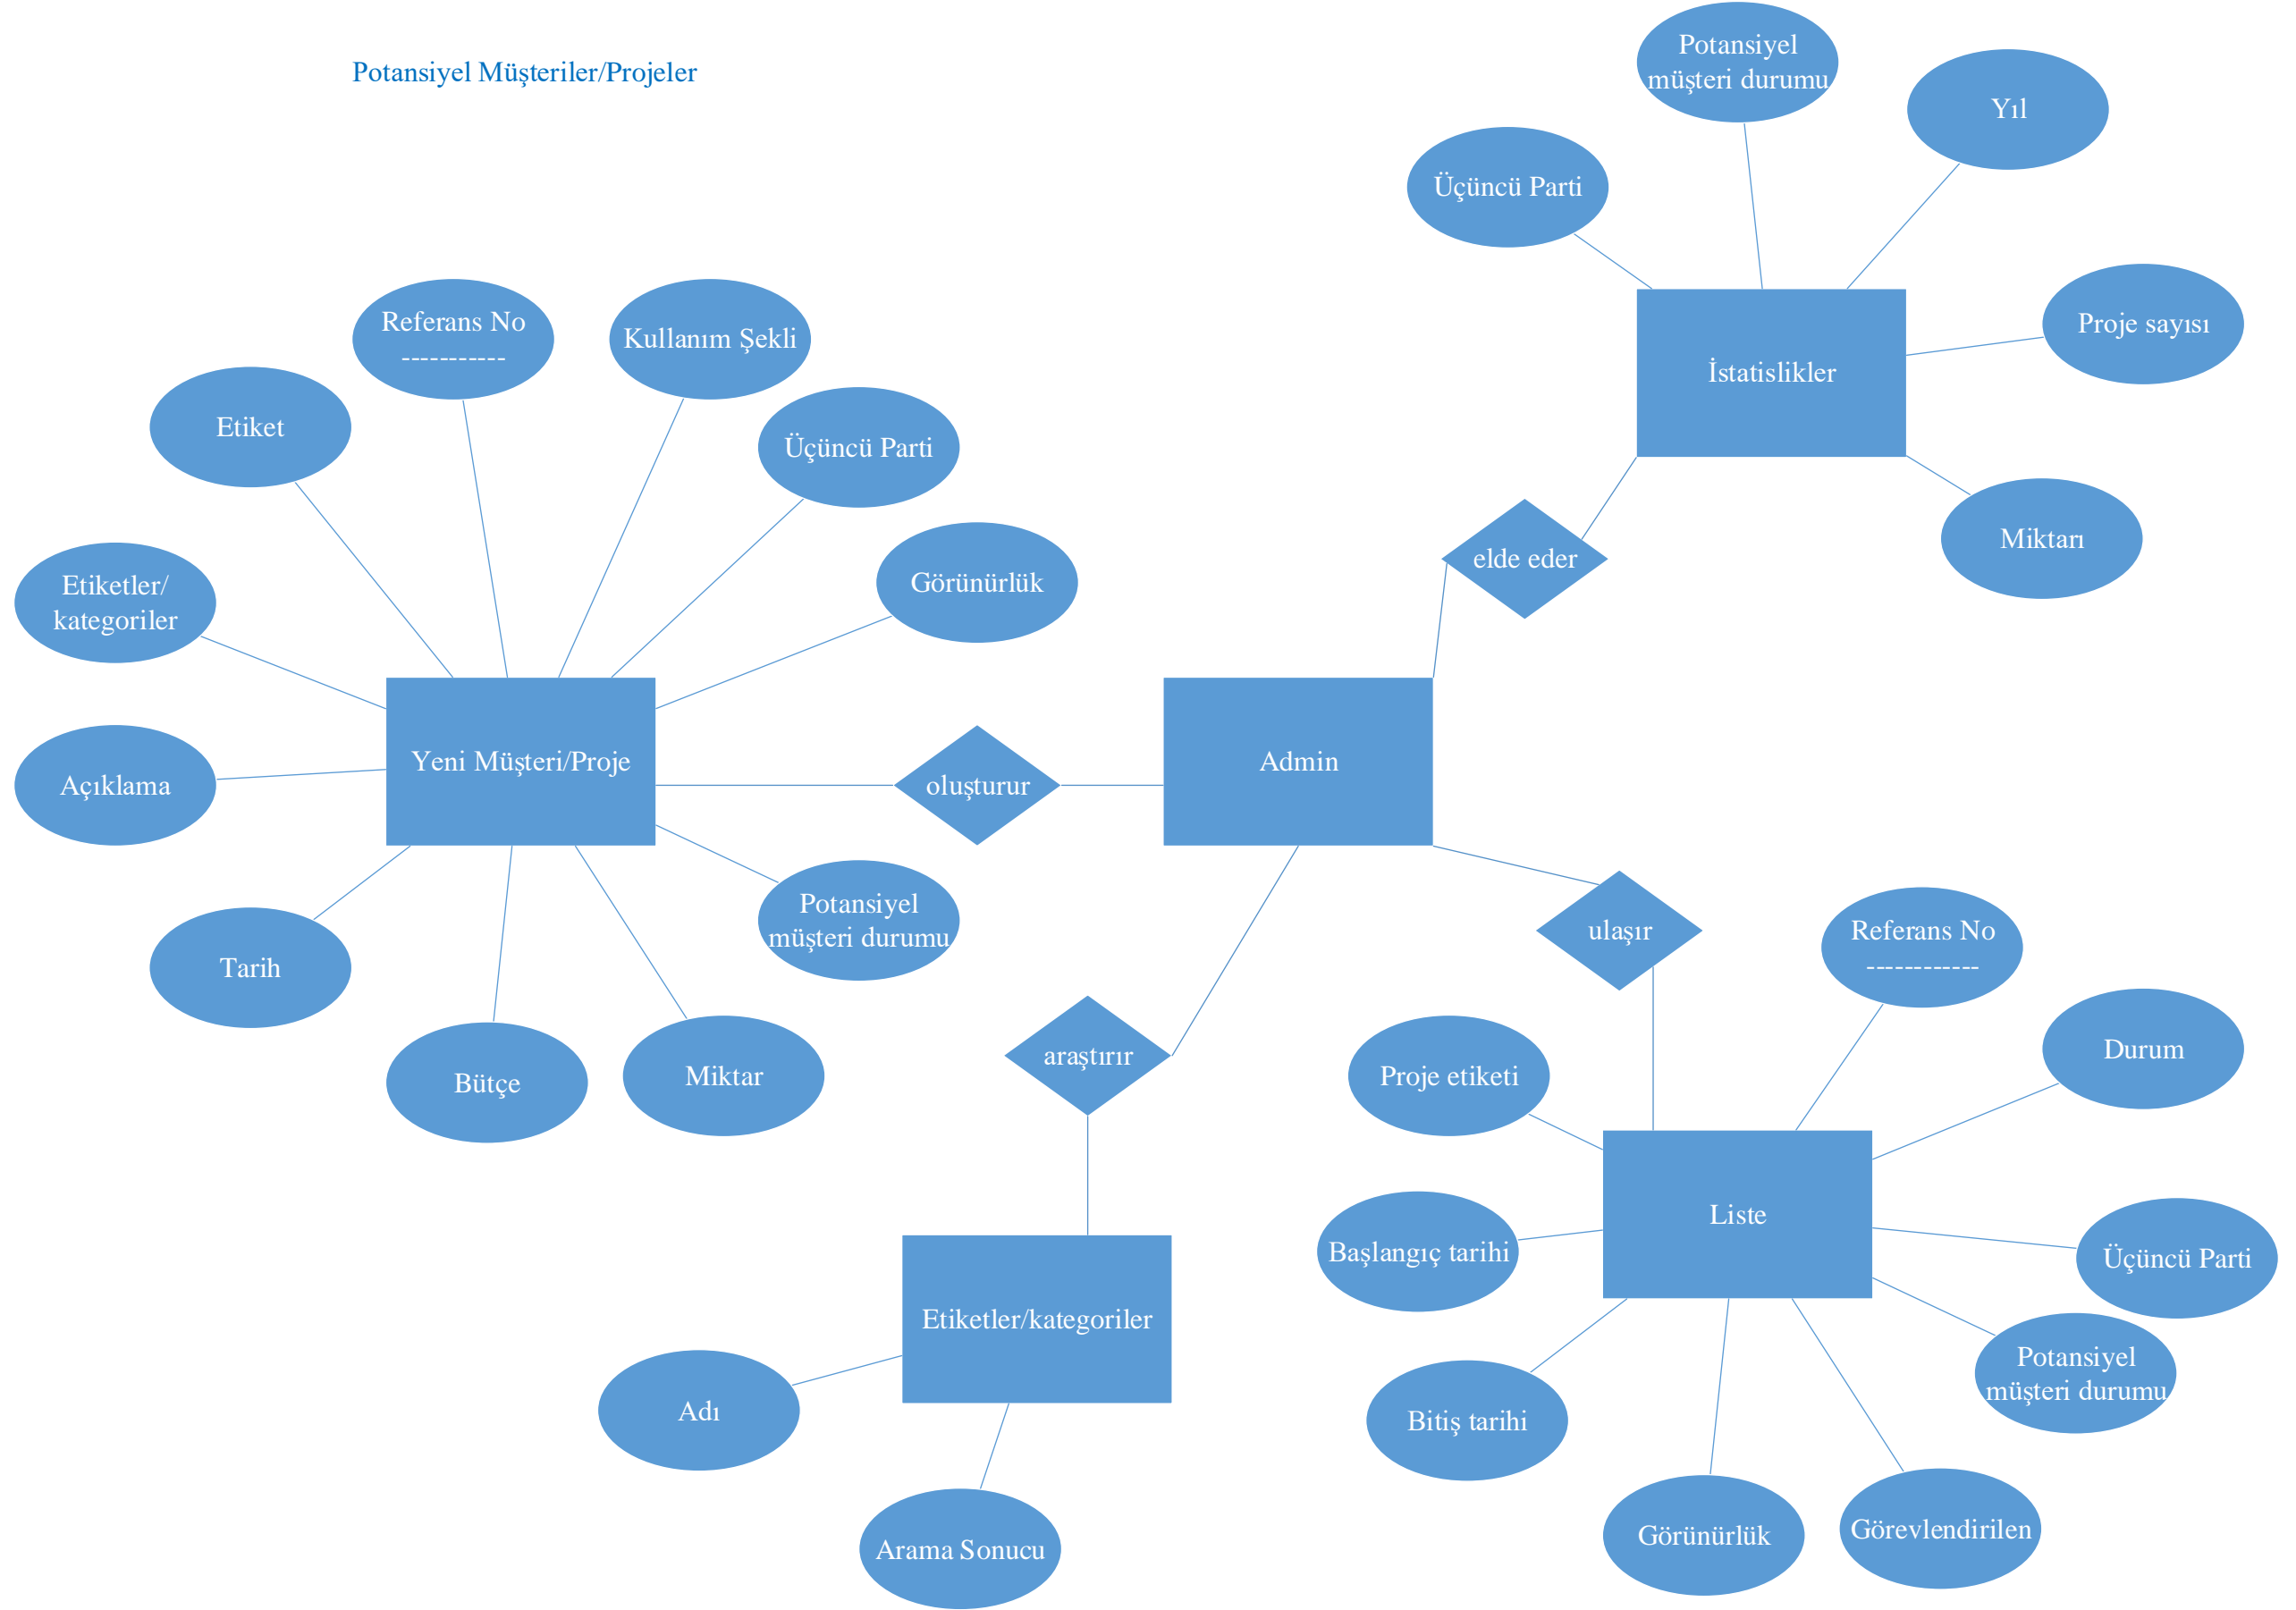 Potansiyel Müşteriler/Projeler
Potansiyel
müşteri durumu
Yıl
Üçüncü Parti
Proje sayısı
İstatislikler
Miktarı
elde eder
Referans No
-----------
Kullanım Şekli
Etiket
Üçüncü Parti
Görünürlük
Etiketler/
kategoriler
Açıklama
Yeni Müşteri/Proje
oluşturur
Admin
Potansiyel
müşteri durumu
Tarih
Bütçe
Miktar
araştırır
ulaşır
Referans No
------------
Durum
Proje etiketi
Başlangıç tarihi
Liste
Üçüncü Parti
Potansiyel
müşteri durumu
Bitiş tarihi
Görünürlük
Görevlendirilen
Etiketler/kategoriler
Adı
Arama Sonucu